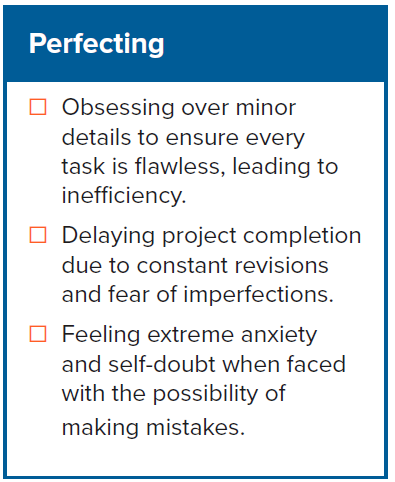 Perfecting
☐ Obsessing over minor
details to ensure every
task is flawless, leading to
inefficiency.
☐ Delaying project completion
due to constant revisions
and fear of imperfections.
☐ Feeling extreme anxiety
and self-doubt when faced
with the possibility of
making mistakes.